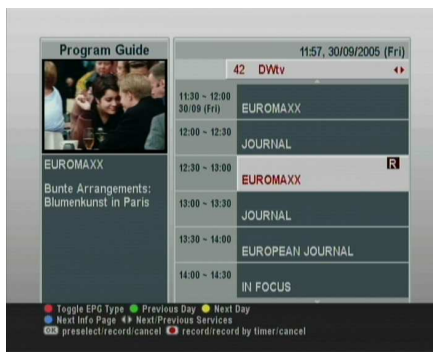 Program Guide
11:57, 30/09/2005 (Fri)
42 DWtv
11:30 ~ 12:00
30/09 (Fri)
EUROMAXX
12:00 ~ 12:30
JOURNAL
12:30 ~ 13:00
R
EUROMAXX
13:00 ~ 13:30
JOURNAL
13:30 ~ 14:00
EUROPEAN JOURNAL
14:00 ~ 14:30
IN FOCUS
EUROMAXX
Bunte Arrangements:
Blumenkunst in Paris
Toggle EPG Type Previous Day Next Day
Next Info Page Next/Previous Services
OK preselect/record/cancel record/record by timer/cancel